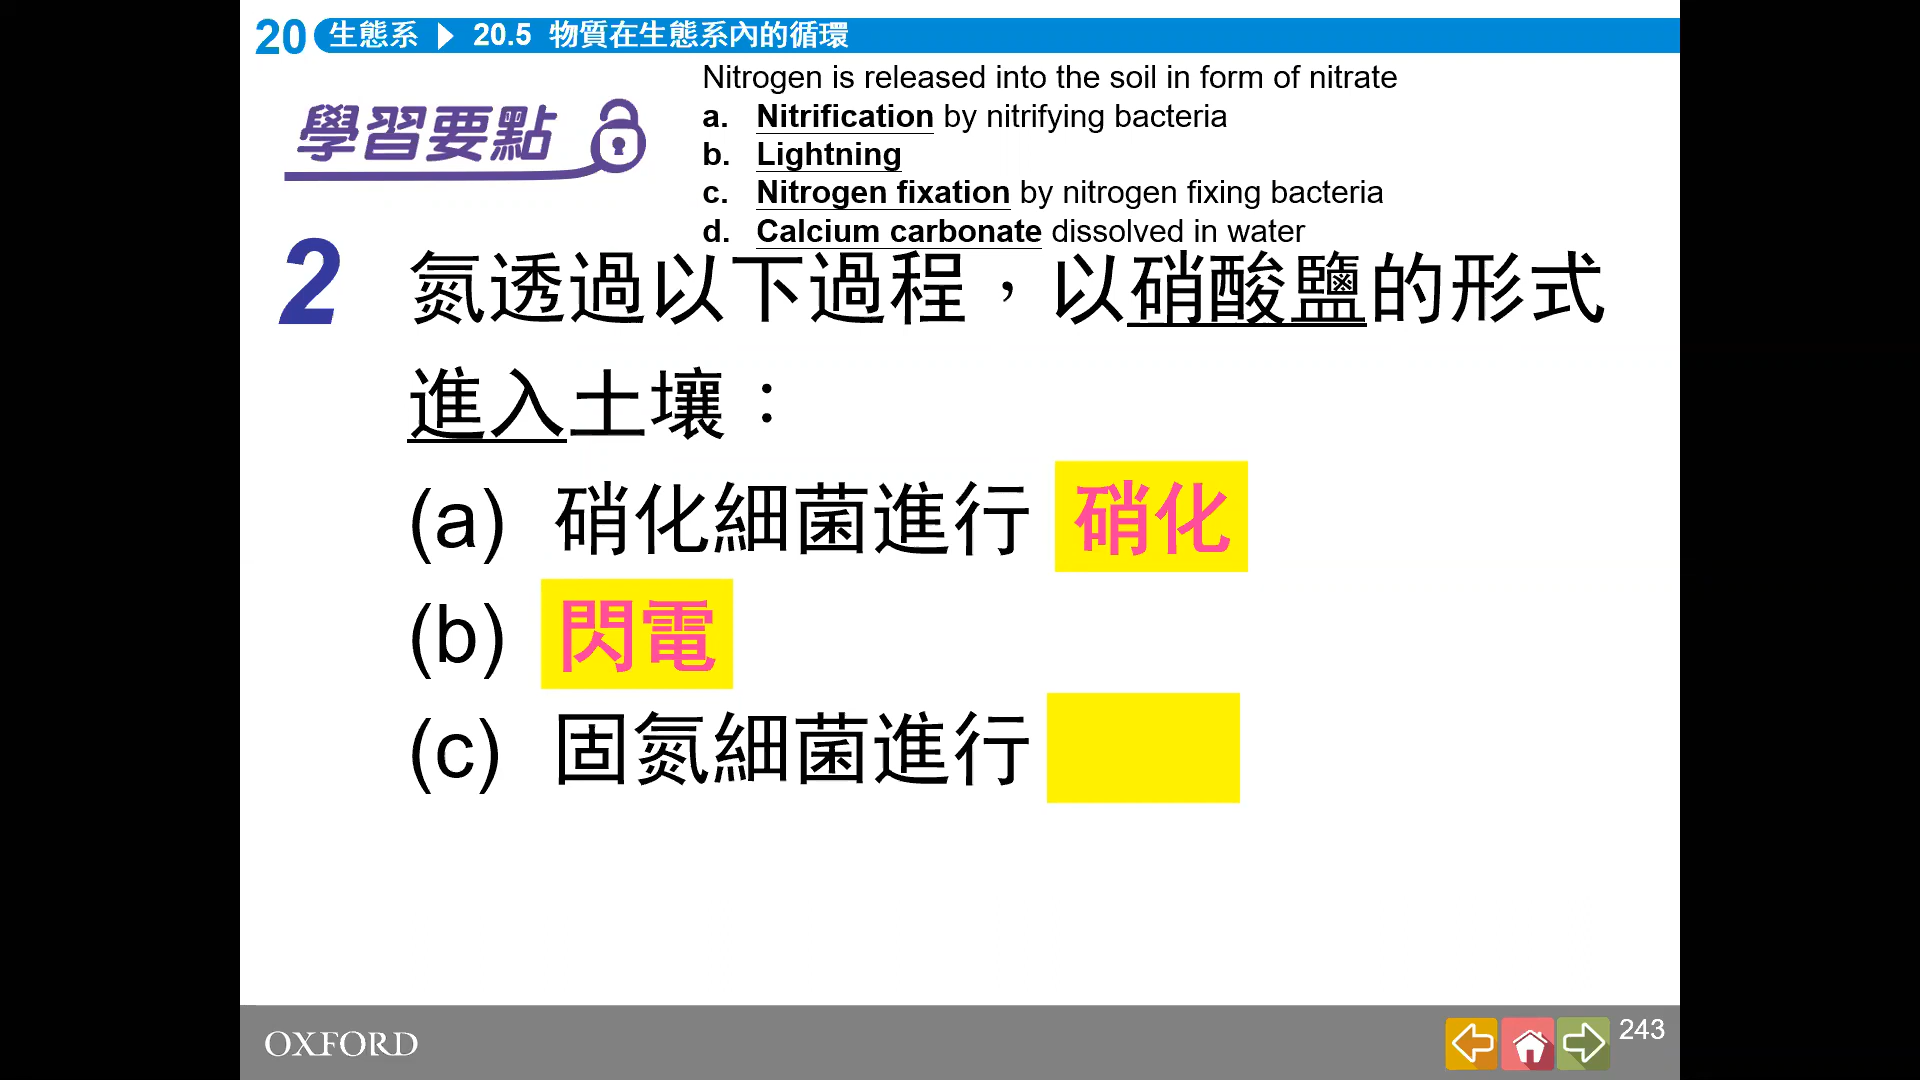 20 生態系 ▶ 20.5 物質在生態系內的循環
Nitrogen is released into the soil in form of nitrate
a. Nitrification by nitrifying bacteria
b. Lightning
c. Nitrogen fixation by nitrogen fixing bacteria
d. Calcium carbonate dissolved in water
學習要點
2 氮透過以下過程，以硝酸鹽的形式
進入土壤：
(a) 硝化細菌進行 硝化
(b) 閃電
(c) 固氮細菌進行
OXFORD
243